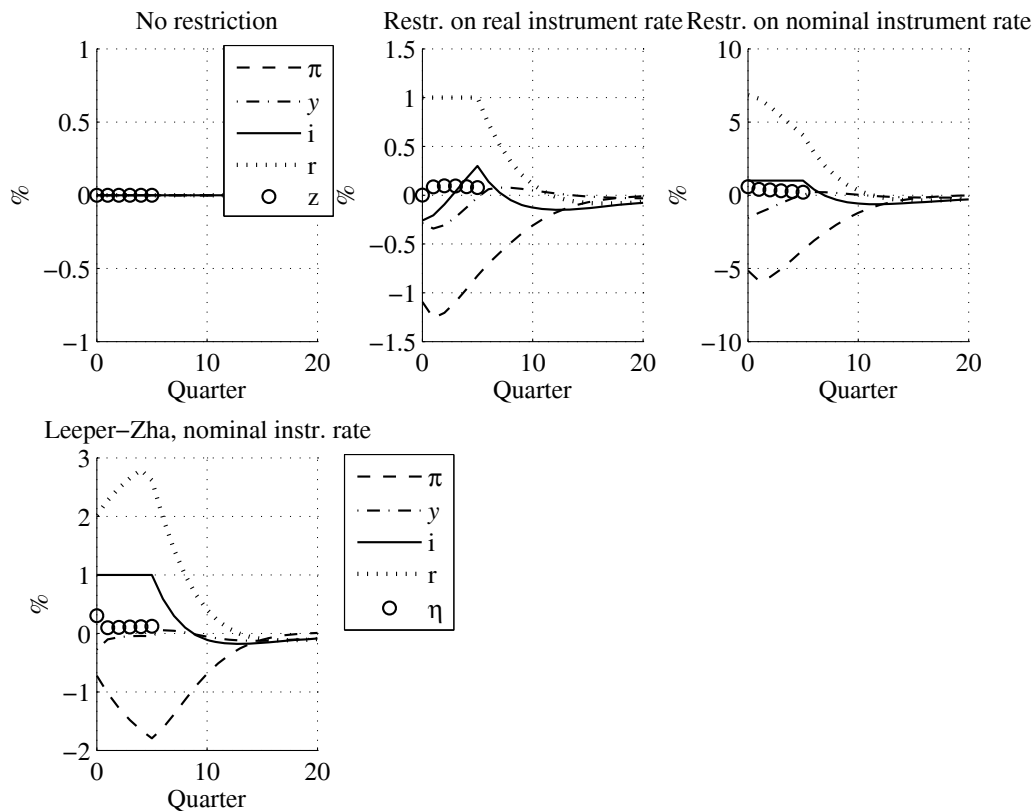 No restriction
Restr. on real instrument rate
Restr. on nominal instrument rate
1
0.5
0
−0.5
−1
%
0
10
20
Quarter
π
y
i
r
z
1.5
1
0.5
0
−0.5
−1
−1.5
%
0
10
20
Quarter
10
5
0
−5
−10
%
0
10
20
Quarter
Leeper−Zha, nominal instr. rate
3
2
1
0
−1
−2
%
0
10
20
Quarter
π
y
i
r
η